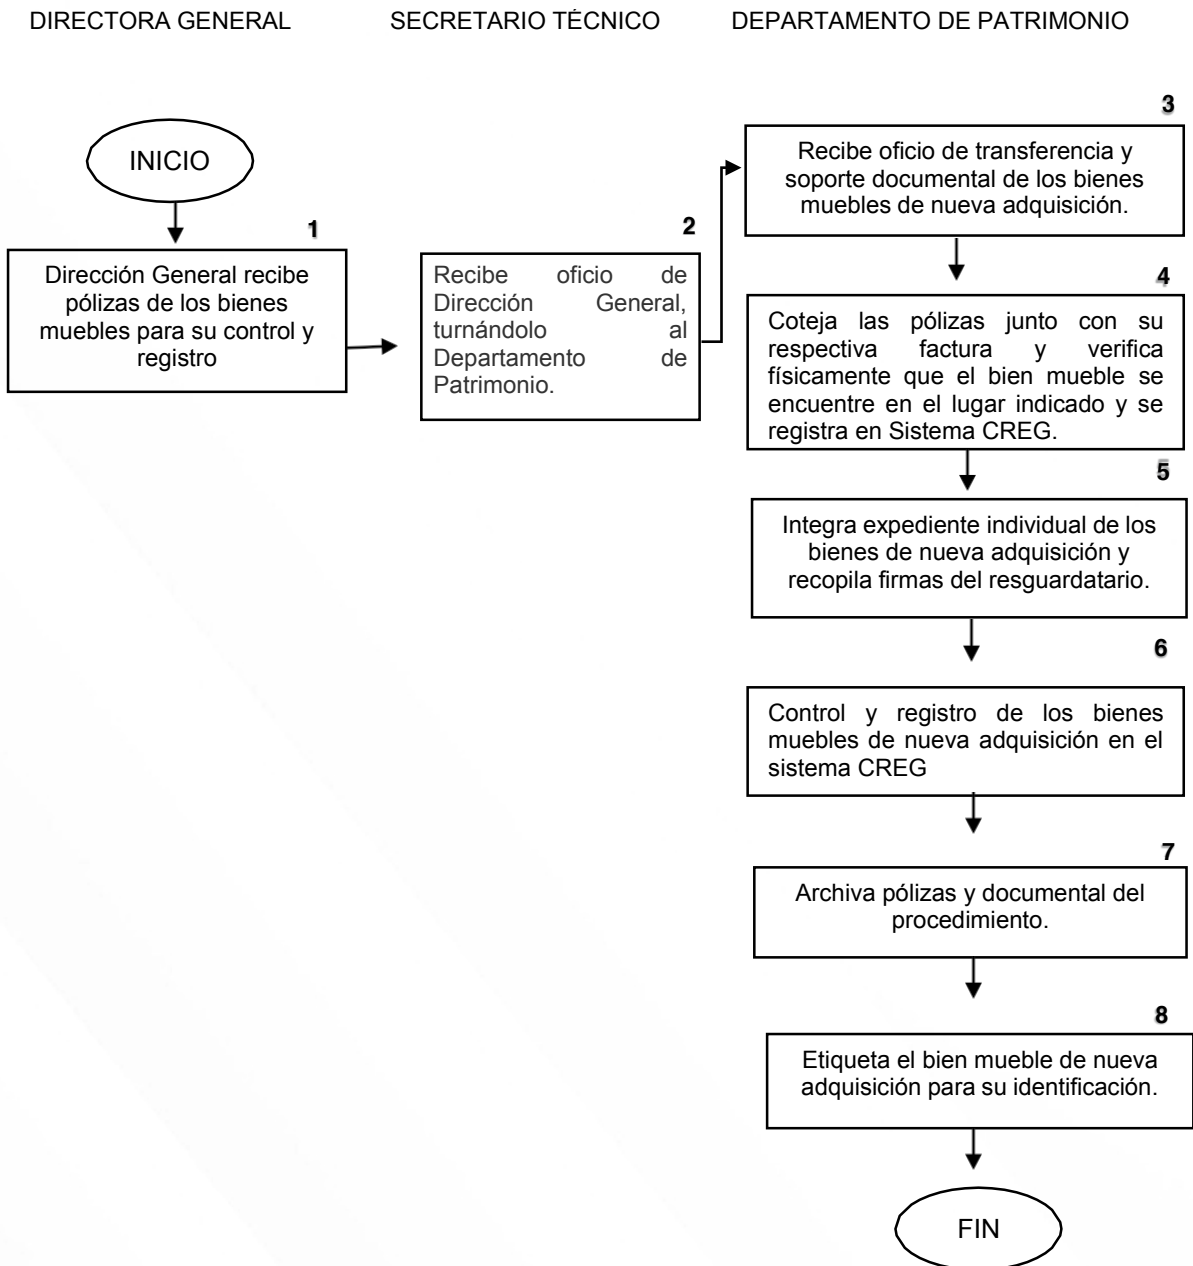 DIRECTORA GENERAL
SECRETARIO TÉCNICO
DEPARTAMENTO DE PATRIMONIO
INICIO
1
Dirección General recibe
pólizas de los bienes
muebles para su control y
registro
2
Recibe oficio de
Dirección General,
turnándolo al
Departamento de
Patrimonio.
3
Recibe oficio de transferencia y
soporte documental de los bienes
muebles de nueva adquisición.
4
Coteja las pólizas junto con su
respectiva factura y verifica
físicamente que el bien mueble se
encuentre en el lugar indicado y se
registra en Sistema CREG.
5
Integra expediente individual de los
bienes de nueva adquisición y
recopila firmas del resguardatario.
6
Control y registro de los bienes
muebles de nueva adquisición en el
sistema CREG
7
Archiva pólizas y documental del
procedimiento.
8
Etiqueta el bien mueble de nueva
adquisición para su identificación.
FIN